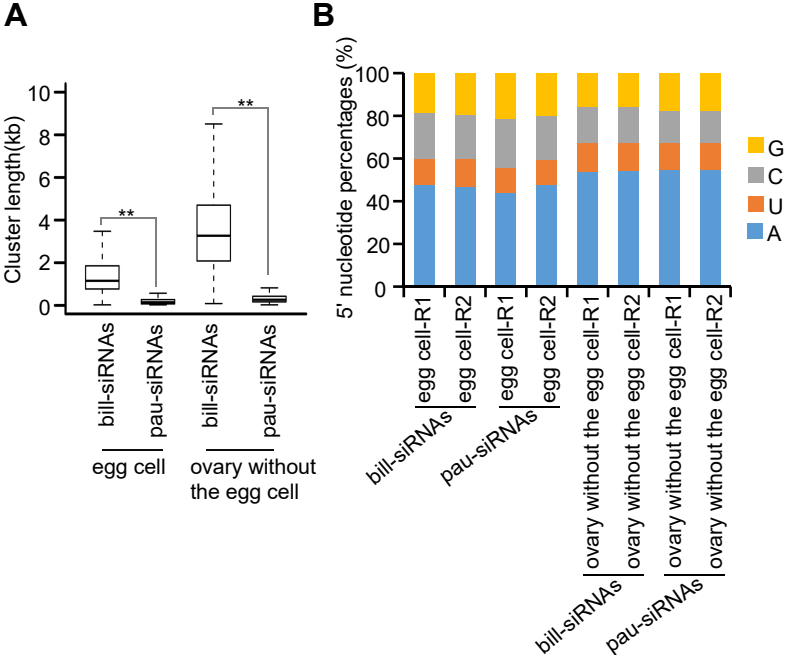 A
Cluster length(kb)
10
8
6
4
2
0
**
**
bill-siRNAs
pau-siRNAs
bill-siRNAs
pau-siRNAs
egg cell
ovary without
the egg cell
B
5' nucleotide percentages (%)
100
80
60
40
20
0
G
C
U
A
egg cell-R1
egg cell-R2
egg cell-R1
egg cell-R2
ovary without the egg cell-R1
ovary without the egg cell-R2
ovary without the egg cell-R1
ovary without the egg cell-R2
bill-siRNAs
pau-siRNAs
bill-siRNAs
pau-siRNAs